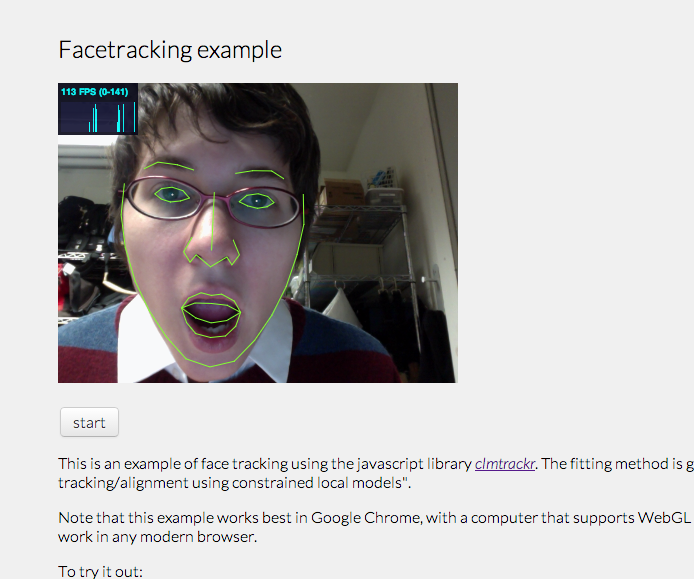 Facetracking example
113 FPS (0-141)
start
This is an example of face tracking using the javascript library clmtrackr. The fitting method is g
tracking/alignment using constrained local models".
Note that this example works best in Google Chrome, with a computer that supports WebGL
work in any modern browser.
To try it out: